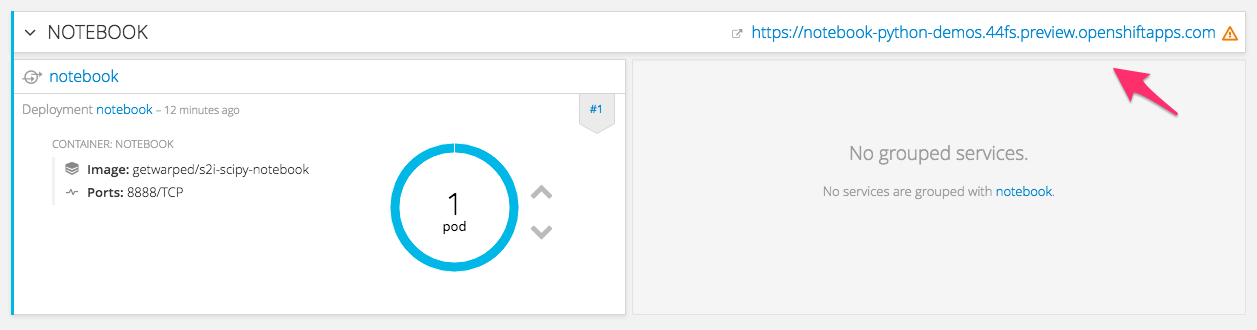 NOTEBOOK
https://notebook-python-demos.44fs.preview.openshiftapps.com
notebook
Deployment notebook – 12 minutes ago
#1
CONTAINER: NOTEBOOK
Image: getwarped/s2i-scipy-notebook
Ports: 8888/TCP
1
pod
No grouped services.
No services are grouped with notebook.